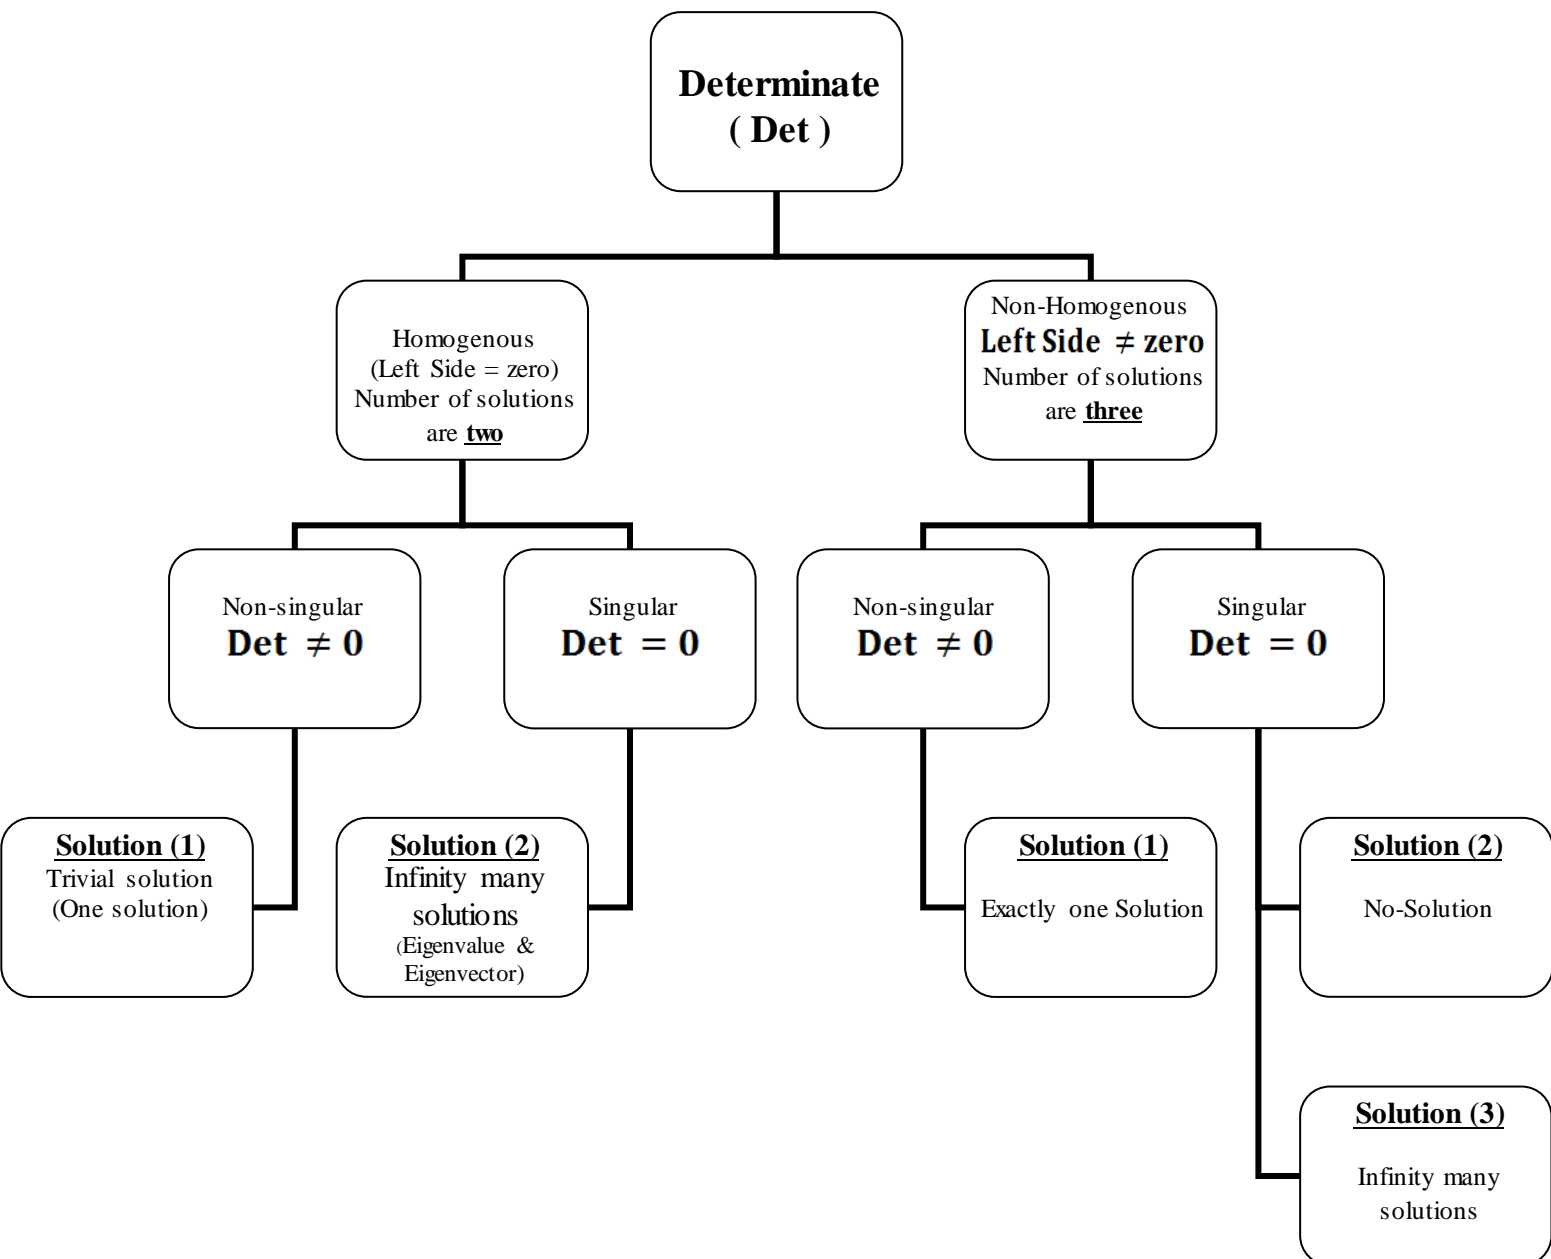 Determinate
( Det )
Homogenous
(Left Side = zero)
Number of solutions
are two
Non-Homogenous
Left Side ≠ zero
Number of solutions
are three
Non-singular
Det ≠ 0
Singular
Det = 0
Non-singular
Det ≠ 0
Singular
Det = 0
Solution (1)
Trivial solution
(One solution)
Solution (2)
Infinity many
solutions
(Eigenvalue &
Eigenvector)
Solution (1)
Exactly one Solution
Solution (2)
No-Solution
Solution (3)
Infinity many
solutions